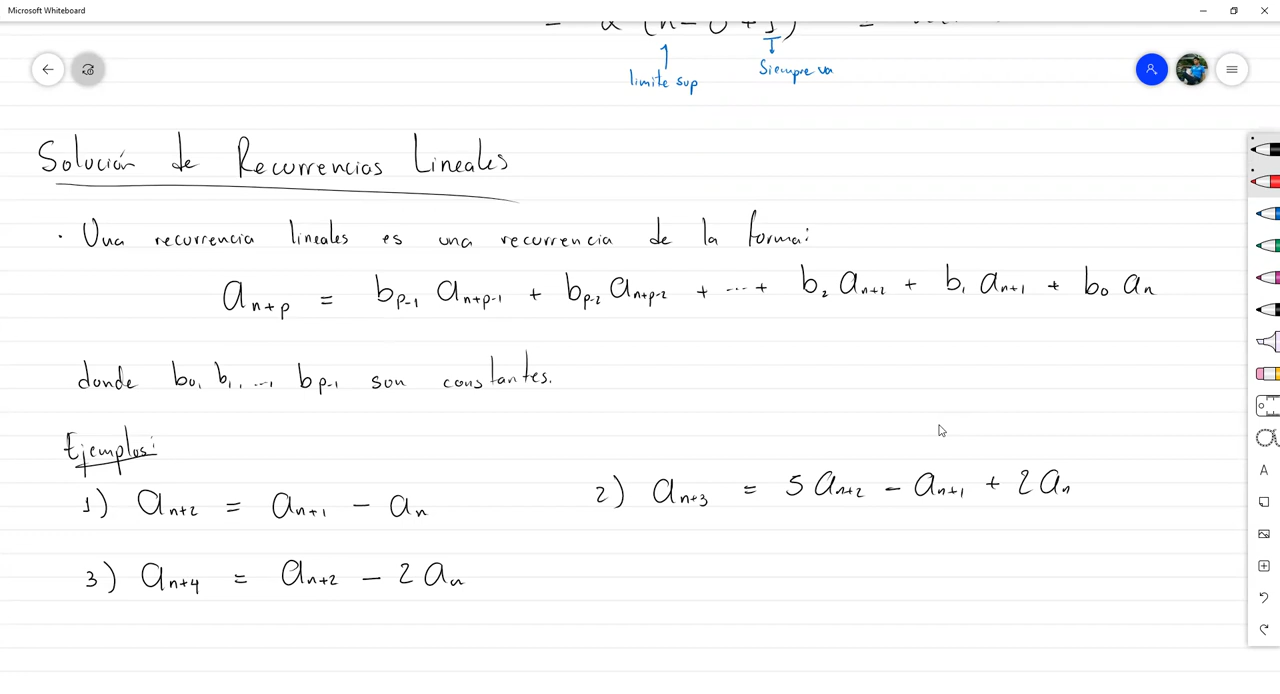 Microsoft Whiteboard
limite sup
Siempre va
Solución de Recurrencias Lineales
· Una recurrencia lineales es una recurrencia de la forma:
a_{n+p} = b_{p-1} a_{n+p-1} + b_{p-2} a_{n+p-2} + ... + b_2 a_{n+2} + b_1 a_{n+1} + b_0 a_n
donde b_0, b_1, ..., b_{p-1} son constantes.
Ejemplos:
1) a_{n+2} = a_{n+1} - a_n
2) a_{n+3} = 5 a_{n+2} - a_{n+1} + 2 a_n
3) a_{n+4} = a_{n+2} - 2 a_n
A